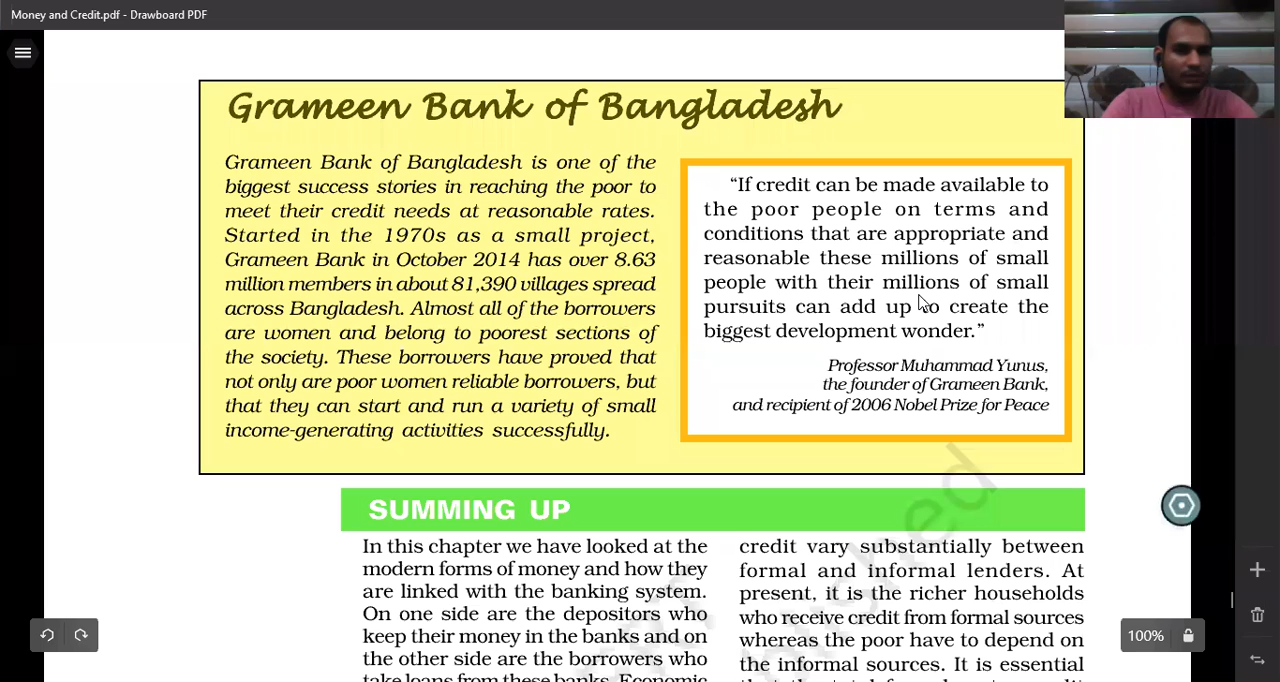 Money and Credit.pdf - Drawboard PDF
Grameen Bank of Bangladesh
Grameen Bank of Bangladesh is one of the
biggest success stories in reaching the poor to
meet their credit needs at reasonable rates.
Started in the 1970s as a small project,
Grameen Bank in October 2014 has over 8.63
million members in about 81,390 villages spread
across Bangladesh. Almost all of the borrowers
are women and belong to poorest sections of
the society. These borrowers have proved that
not only are poor women reliable borrowers, but
that they can start and run a variety of small
income-generating activities successfully.
“If credit can be made available to
the poor people on terms and
conditions that are appropriate and
reasonable these millions of small
people with their millions of small
pursuits can add up to create the
biggest development wonder.”
Professor Muhammad Yunus,
the founder of Grameen Bank,
and recipient of 2006 Nobel Prize for Peace
SUMMING UP
In this chapter we have looked at the
modern forms of money and how they
are linked with the banking system.
On one side are the depositors who
keep their money in the banks and on
the other side are the borrowers who
take loans from these banks. Economic
credit vary substantially between
formal and informal lenders. At
present, it is the richer households
who receive credit from formal sources
whereas the poor have to depend on
the informal sources. It is essential
100%